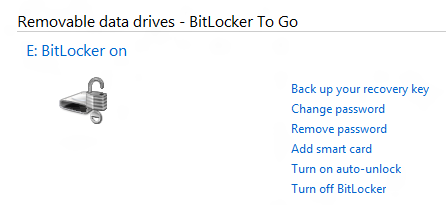 Removable data drives - BitLocker To Go
E: BitLocker on
Back up your recovery key
Change password
Remove password
Add smart card
Turn on auto-unlock
Turn off BitLocker